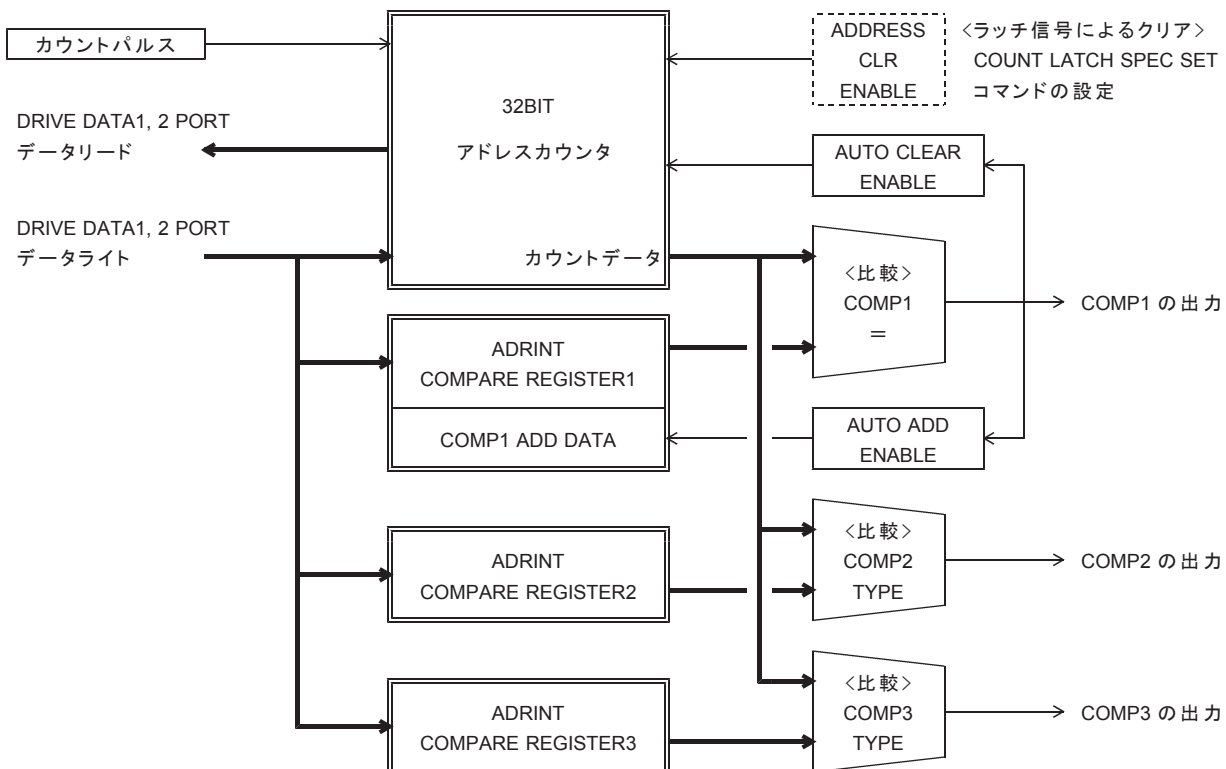 カウントパルス
DRIVE DATA1, 2 PORT
データリード
DRIVE DATA1, 2 PORT
データライト
32BIT
アドレスカウンタ
カウントデータ
ADDRESS
CLR
ENABLE
<ラッチ信号によるクリア>
COUNT LATCH SPEC SET
コマンドの設定
AUTO CLEAR
ENABLE
<比較>
COMP1
=
COMP1 の出力
ADRINT
COMPARE REGISTER1
COMP1 ADD DATA
AUTO ADD
ENABLE
ADRINT
COMPARE REGISTER2
<比較>
COMP2
TYPE
COMP2 の出力
ADRINT
COMPARE REGISTER3
<比較>
COMP3
TYPE
COMP3 の出力